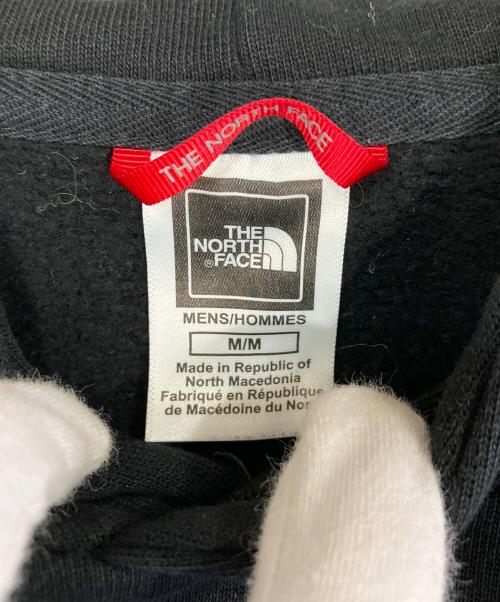 THE NORTH FACE
THE
NORTH
®FACE
MENS/HOMMES
M/M
Made in Republic of
North Macedonia
Fabriqué en République
de Macédoine du